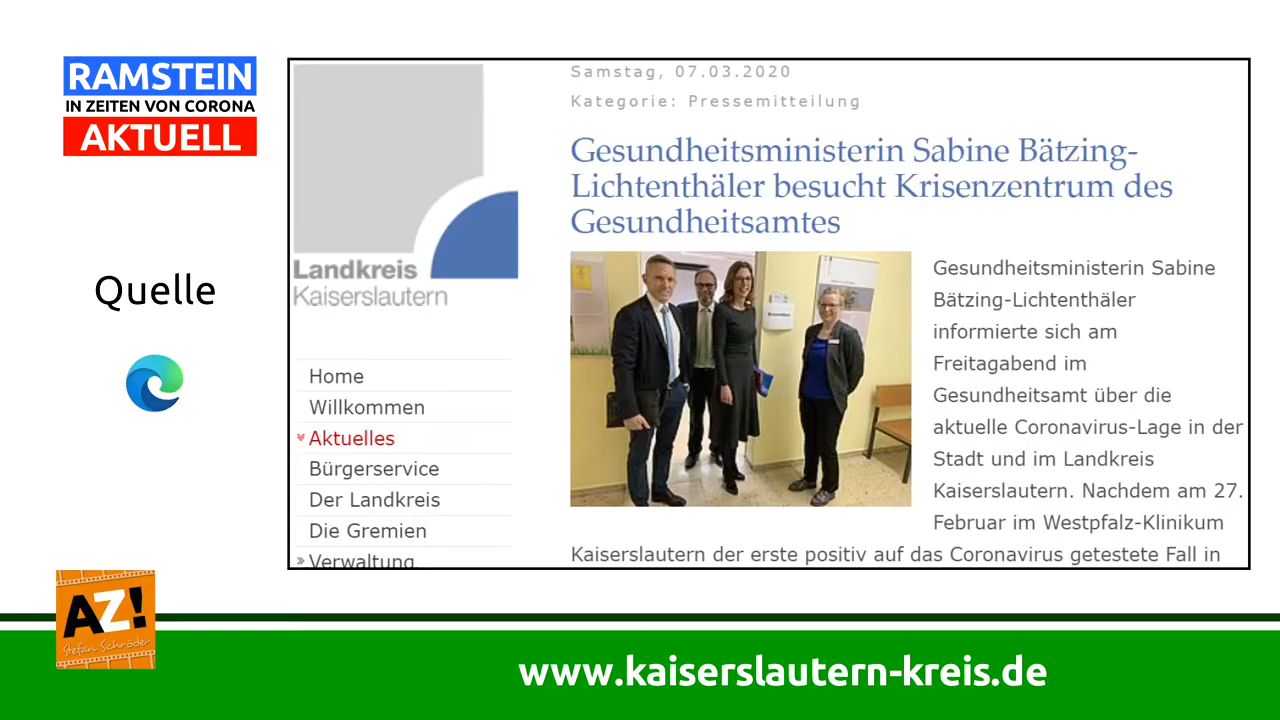 RAMSTEIN
IN ZEITEN VON CORONA
AKTUELL
Quelle
Landkreis
Kaiserslautern
Home
Willkommen
Aktuelles
Bürgerservice
Der Landkreis
Die Gremien
Verwaltung
Samstag, 07.03.2020
Kategorie: Pressemitteilung
Gesundheitsministerin Sabine Bätzing-
Lichtenthäler besucht Krisenzentrum des
Gesundheitsamtes
Gesundheitsministerin Sabine
Bätzing-Lichtenthäler
informierte sich am
Freitagabend im
Gesundheitsamt über die
aktuelle Coronavirus-Lage in der
Stadt und im Landkreis
Kaiserslautern. Nachdem am 27.
Februar im Westpfalz-Klinikum
Kaiserslautern der erste positiv auf das Coronavirus getestete Fall in
AZ!
Stefan Schröder
www.kaiserslautern-kreis.de